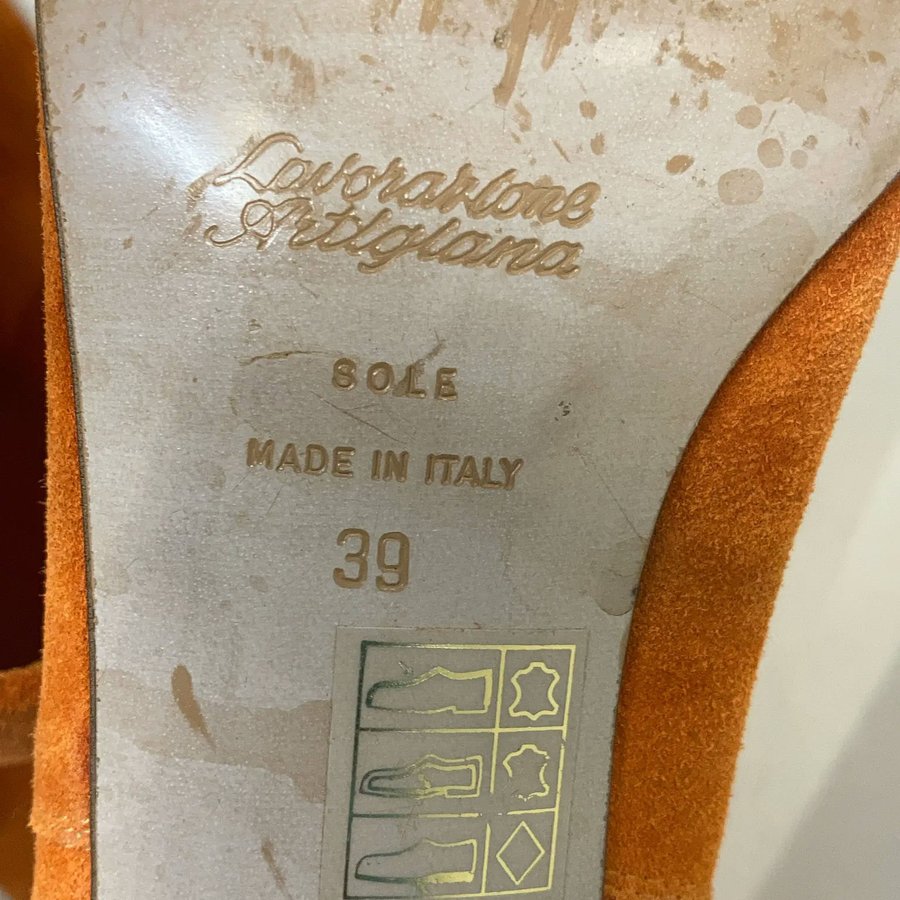 Lavorazione
Artigiana
SOLE
MADE IN ITALY
39